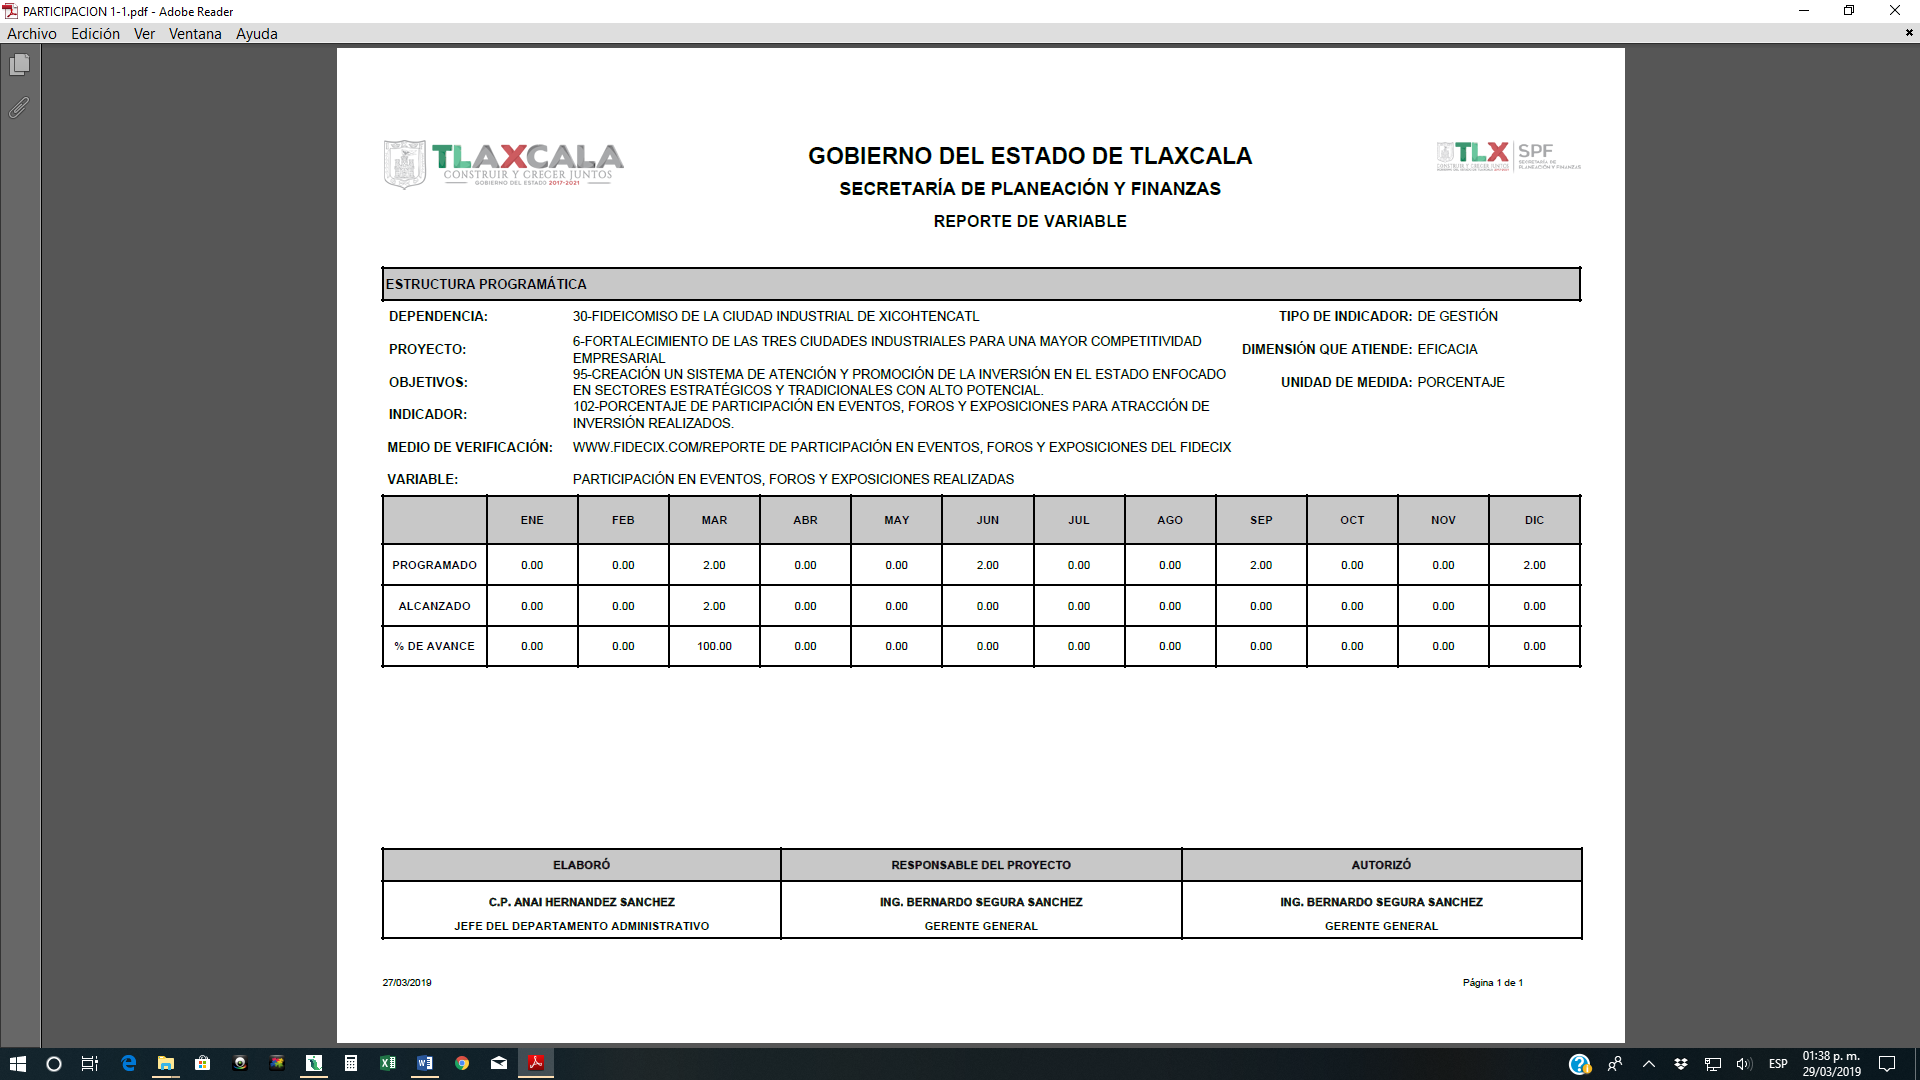 PARTICIPACION 1-1.pdf - Adobe Reader
Archivo Edición Ver Ventana Ayuda
TLAXCALA
CONSTRUIR Y CRECER JUNTOS
GOBIERNO DEL ESTADO 2017-2021
GOBIERNO DEL ESTADO DE TLAXCALA
SECRETARÍA DE PLANEACIÓN Y FINANZAS
REPORTE DE VARIABLE
TLX SPF
SECRETARÍA DE
PLANEACIÓN Y FINANZAS
ESTRUCTURA PROGRAMÁTICA
DEPENDENCIA: 30-FIDEICOMISO DE LA CIUDAD INDUSTRIAL DE XICOHTENCATL TIPO DE INDICADOR: DE GESTIÓN
PROYECTO: 6-FORTALECIMIENTO DE LAS TRES CIUDADES INDUSTRIALES PARA UNA MAYOR COMPETITIVIDAD
EMPRESARIAL
DIMENSIÓN QUE ATIENDE: EFICACIA
OBJETIVOS: 95-CREACIÓN UN SISTEMA DE ATENCIÓN Y PROMOCIÓN DE LA INVERSIÓN EN EL ESTADO ENFOCADO
EN SECTORES ESTRATÉGICOS Y TRADICIONALES CON ALTO POTENCIAL.
UNIDAD DE MEDIDA: PORCENTAJE
INDICADOR: 102-PORCENTAJE DE PARTICIPACIÓN EN EVENTOS, FOROS Y EXPOSICIONES PARA ATRACCIÓN DE
INVERSIÓN REALIZADOS.
MEDIO DE VERIFICACIÓN: WWW.FIDECIX.COM/REPORTE DE PARTICIPACIÓN EN EVENTOS, FOROS Y EXPOSICIONES DEL FIDECIX
VARIABLE: PARTICIPACIÓN EN EVENTOS, FOROS Y EXPOSICIONES REALIZADAS
ENE FEB MAR ABR MAY JUN JUL AGO SEP OCT NOV DIC
PROGRAMADO 0.00 0.00 2.00 0.00 0.00 2.00 0.00 0.00 2.00 0.00 0.00 2.00
ALCANZADO 0.00 0.00 2.00 0.00 0.00 0.00 0.00 0.00 0.00 0.00 0.00 0.00
% DE AVANCE 0.00 0.00 100.00 0.00 0.00 0.00 0.00 0.00 0.00 0.00 0.00 0.00
ELABORÓ RESPONSABLE DEL PROYECTO AUTORIZÓ
C.P. ANAI HERNANDEZ SANCHEZ ING. BERNARDO SEGURA SANCHEZ ING. BERNARDO SEGURA SANCHEZ
JEFE DEL DEPARTAMENTO ADMINISTRATIVO GERENTE GENERAL GERENTE GENERAL
27/03/2019 Página 1 de 1
ESP
01:38 p. m.
29/03/2019